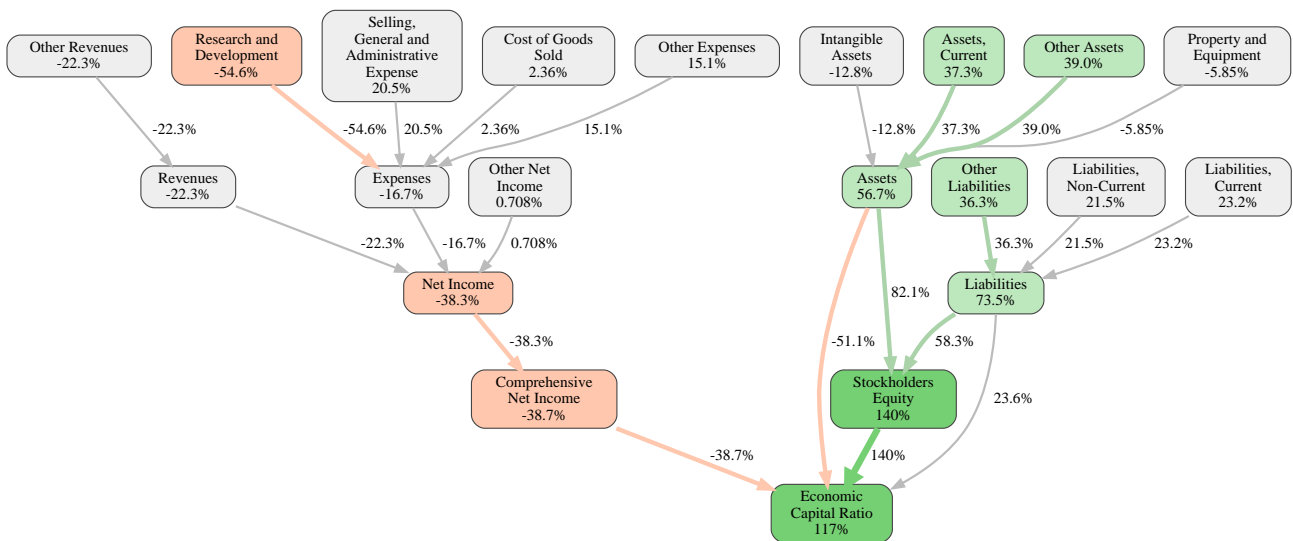 Other Revenues
-22.3%
Research and
Development
-54.6%
Selling,
General and
Administrative
Expense
20.5%
Cost of Goods
Sold
2.36%
Other Expenses
15.1%
Intangible
Assets
-12.8%
Assets,
Current
37.3%
Other Assets
39.0%
Property and
Equipment
-5.85%
-22.3%
-54.6%
20.5%
2.36%
15.1%
-12.8%
37.3%
39.0%
-5.85%
Revenues
-22.3%
Expenses
-16.7%
Other Net
Income
0.708%
Assets
56.7%
Other
Liabilities
36.3%
Liabilities,
Non-Current
21.5%
Liabilities,
Current
23.2%
-22.3%
-16.7%
0.708%
36.3%
21.5%
23.2%
Net Income
-38.3%
82.1%
Liabilities
73.5%
-38.3%
-51.1%
58.3%
Comprehensive
Net Income
-38.7%
Stockholders
Equity
140%
23.6%
-38.7%
140%
Economic
Capital Ratio
117%